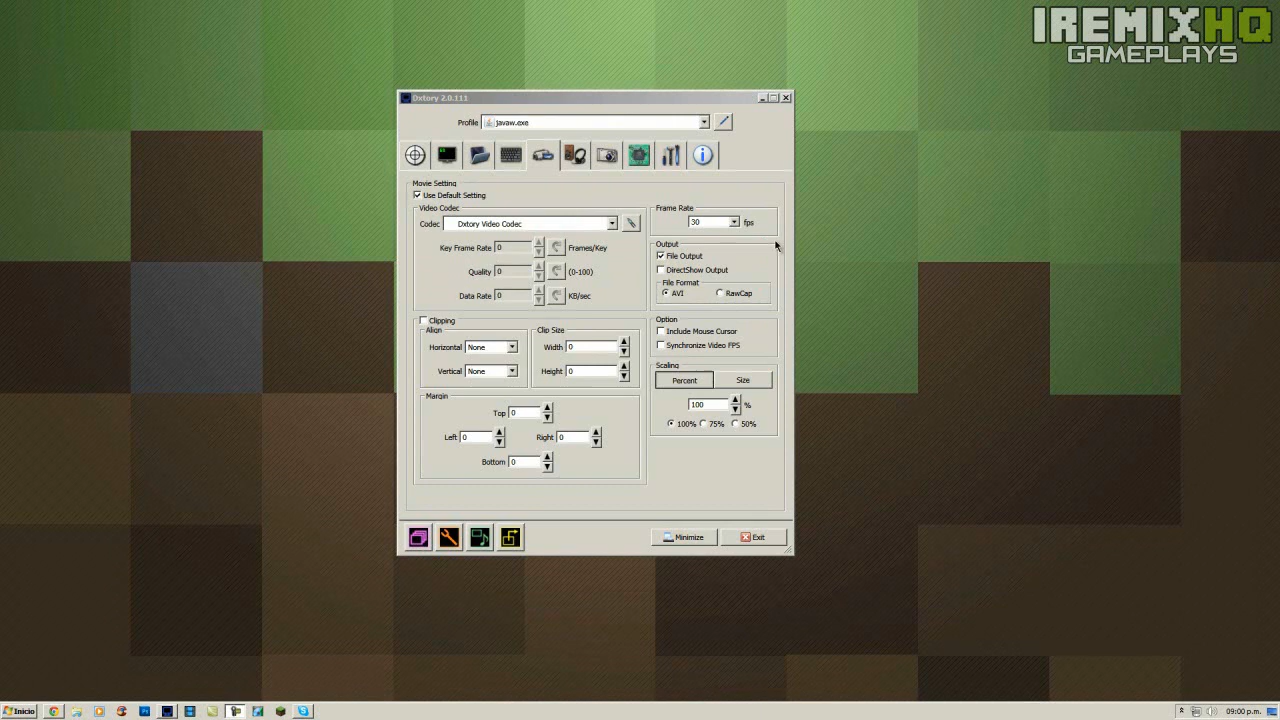 IREMIXHQ
GAMEPLAYS
Dxtory 2.0.111
Profile javaw.exe
Movie Setting
Use Default Setting
Video Codec
Codec Dxtory Video Codec
Key Frame Rate 0 Frames/Key
Quality 0 (0-100)
Data Rate 0 KB/sec
Frame Rate
30 fps
Output
File Output
DirectShow Output
File Format
AVI RawCap
Clipping
Align
Horizontal None
Vertical None
Clip Size
Width 0
Height 0
Margin
Top 0
Left 0 Right 0
Bottom 0
Option
Include Mouse Cursor
Synchronize Video FPS
Scaling
Percent Size
100 %
100% 75% 50%
Minimize Exit
Inicio
09:00 p.m.